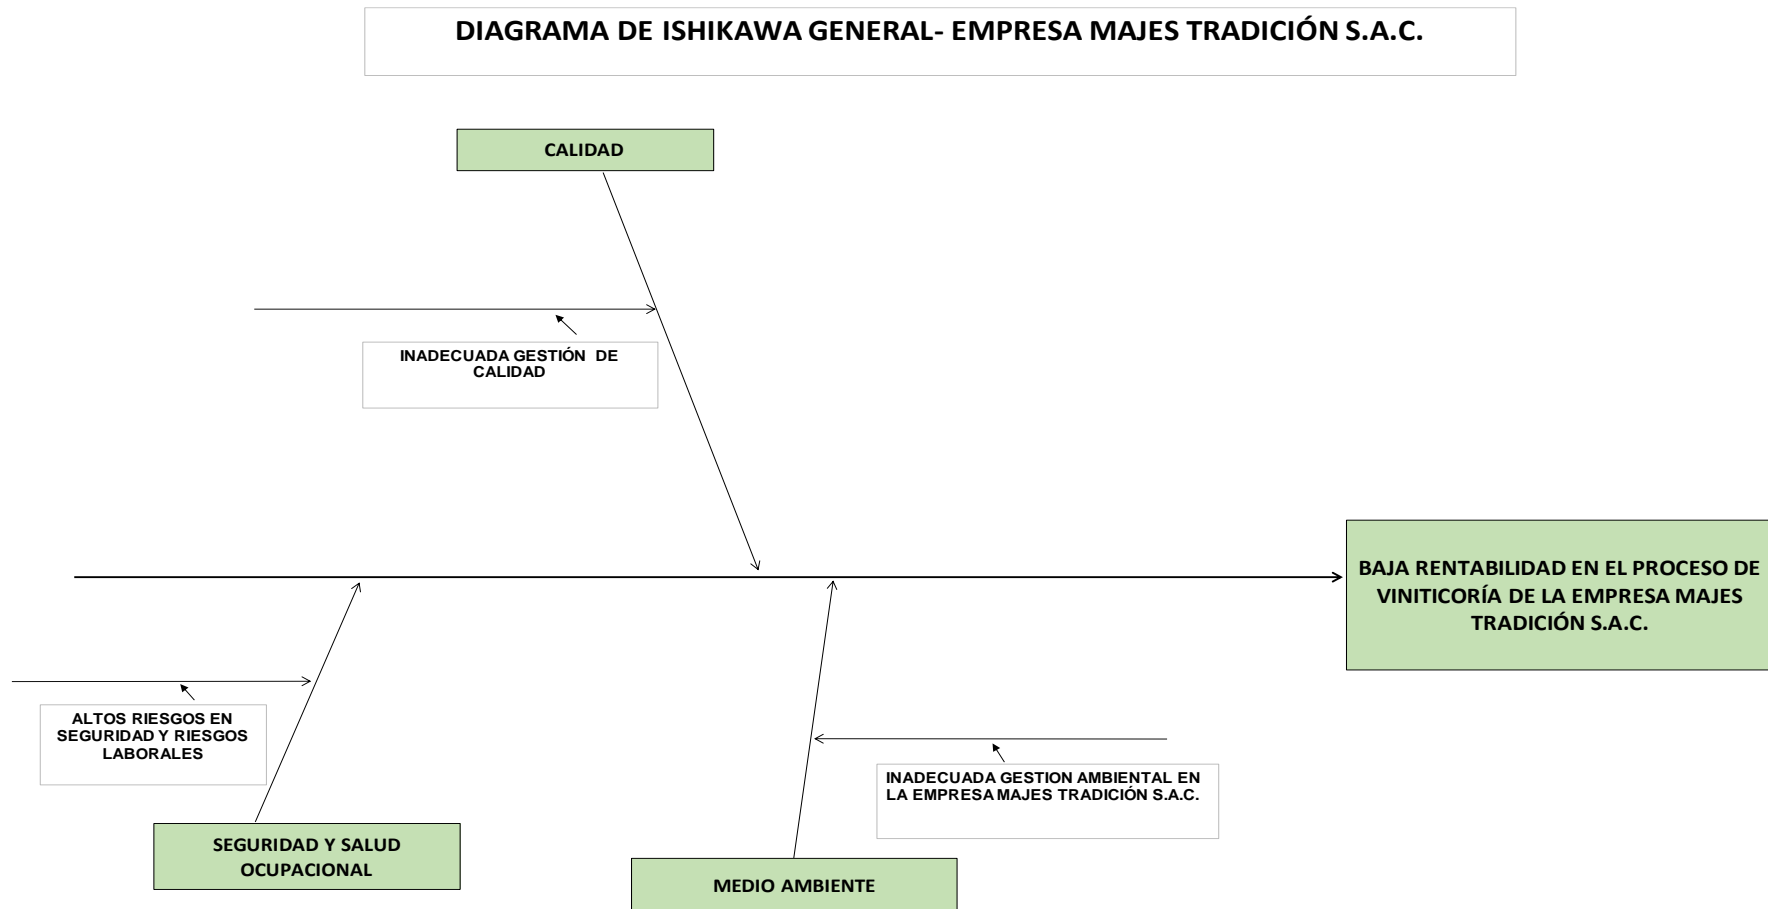 DIAGRAMA DE ISHIKAWA GENERAL- EMPRESA MAJES TRADICIÓN S.A.C.
CALIDAD
INADECUADA GESTIÓN DE
CALIDAD
BAJA RENTABILIDAD EN EL PROCESO DE
VINITICORÍA DE LA EMPRESA MAJES
TRADICIÓN S.A.C.
ALTOS RIESGOS EN
SEGURIDAD Y RIESGOS
LABORALES
INADECUADA GESTION AMBIENTAL EN
LA EMPRESA MAJES TRADICIÓN S.A.C.
SEGURIDAD Y SALUD
OCUPACIONAL
MEDIO AMBIENTE